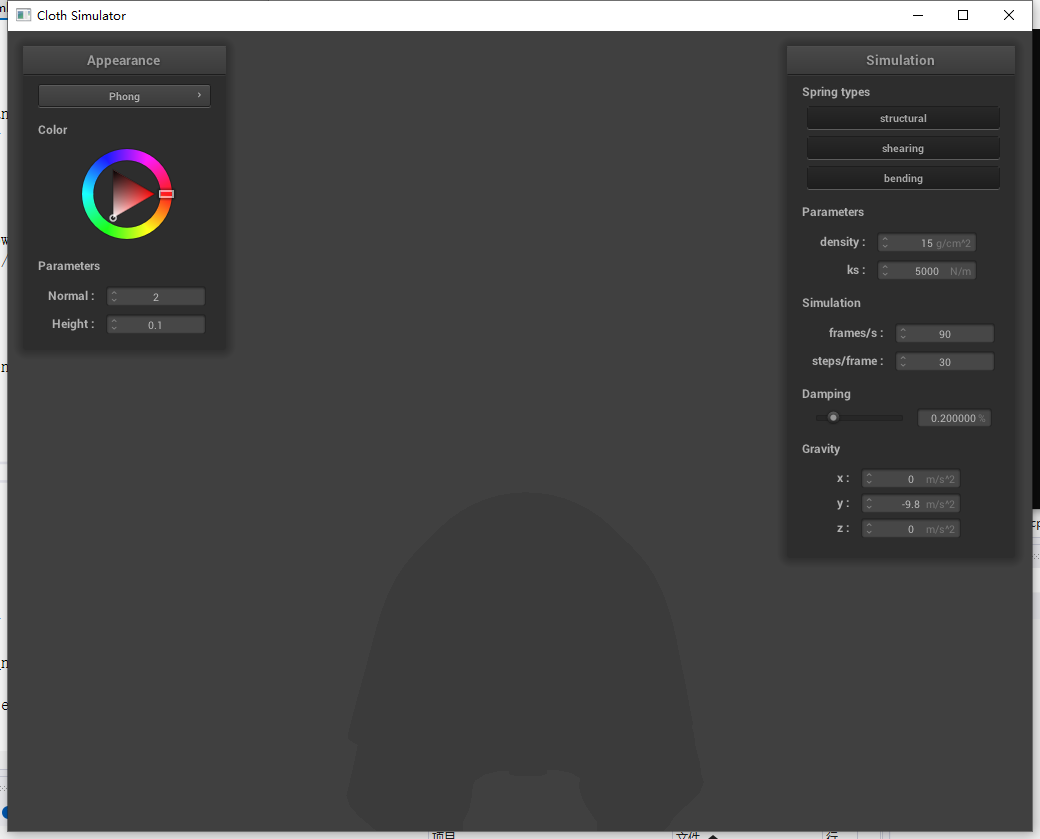 Cloth Simulator
Appearance
Phong
Color
Parameters
Normal : 2
Height : 0.1
Simulation
Spring types
structural
shearing
bending
Parameters
density : 15 g/cm^2
ks : 5000 N/m
Simulation
frames/s : 90
steps/frame : 30
Damping
0.200000 %
Gravity
x : 0 m/s^2
y : -9.8 m/s^2
z : 0 m/s^2
项目 文件 行